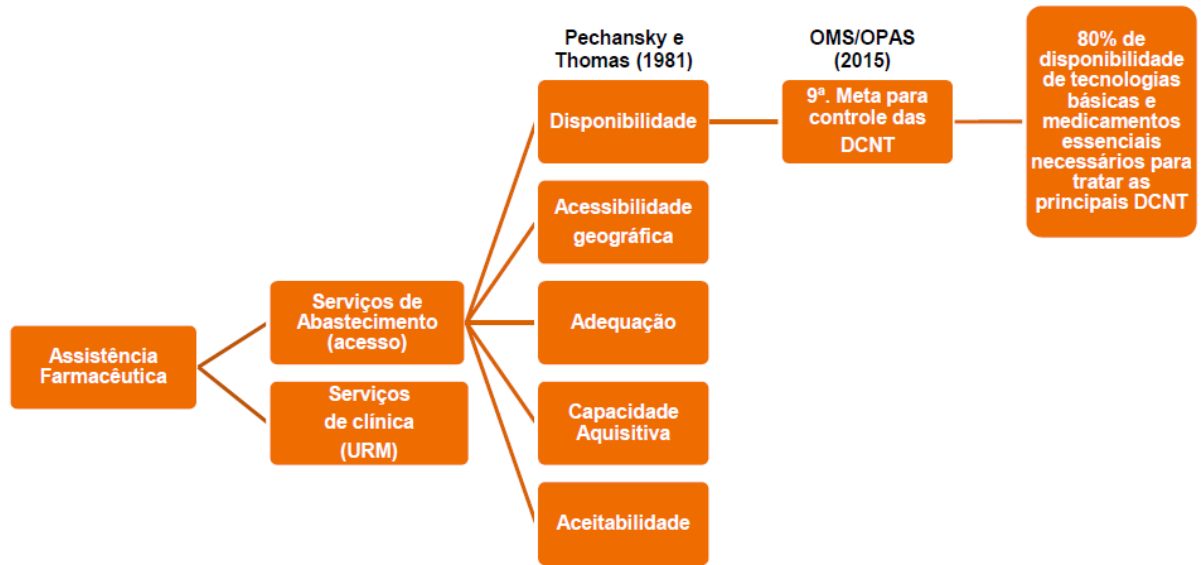 Assistência
Farmacêutica
Serviços de
Abastecimento
(acesso)
Serviços
de clínica
(URM)
Pechansky e
Thomas (1981)
Disponibilidade
Acessibilidade
geográfica
Adequação
Capacidade
Aquisitiva
Aceitabilidade
OMS/OPAS
(2015)
9ª. Meta para
controle das
DCNT
80% de
disponiblidade
de tecnologias
básicas e
medicamentos
essenciais
necessários para
tratar as
principais DCNT